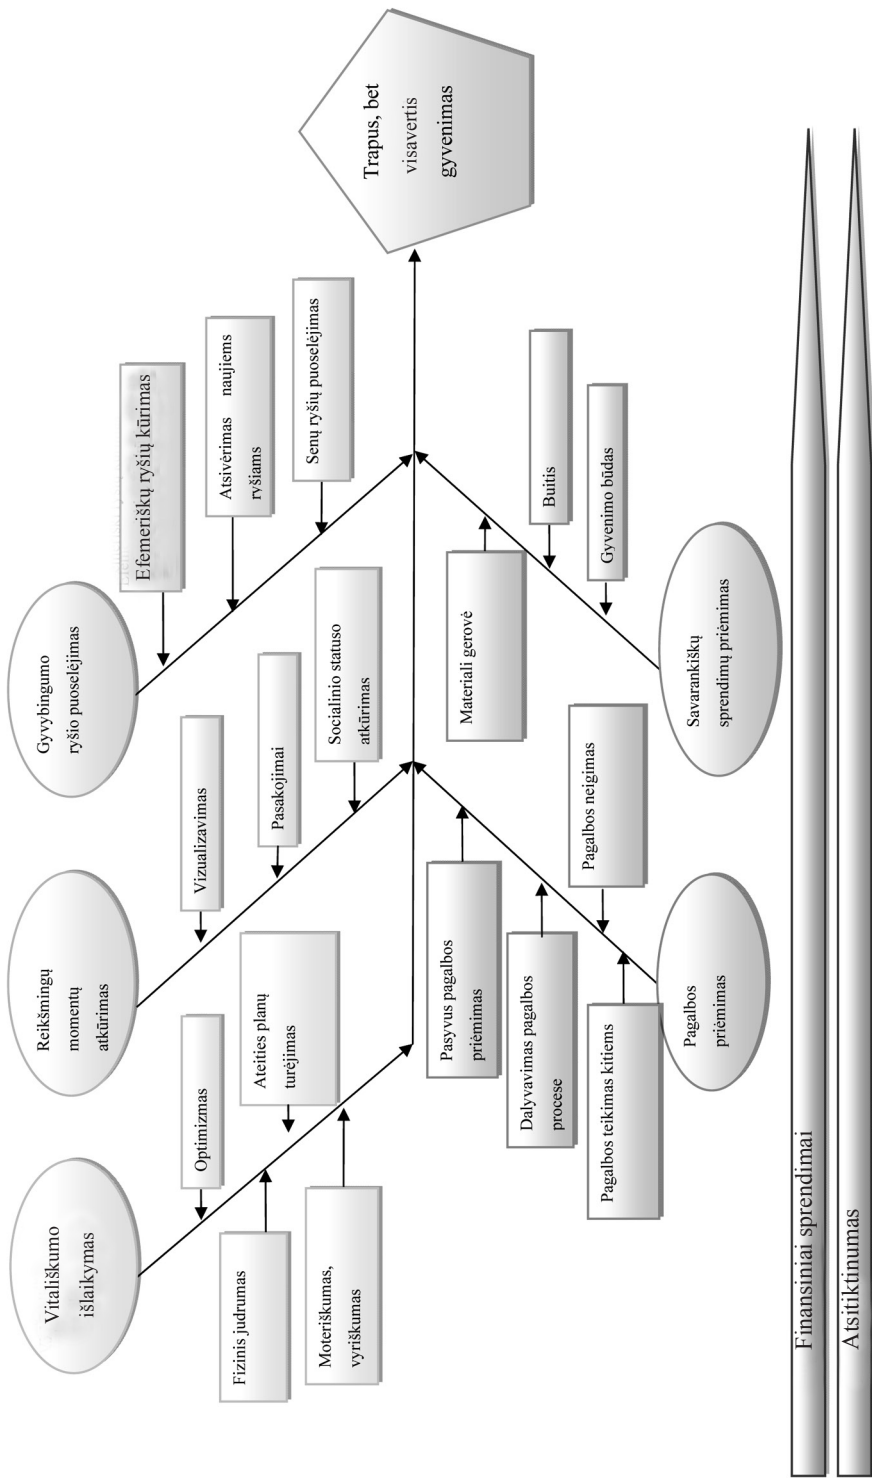 Vitališkumo
išlaikymas
Reikšmingų
momentų
atkūrimas
Gyvybingumo
ryšio puoselėjimas
Optimizmas
Fizinis judrumas
Ateities planų
turėjimas
Moteriškumas,
vyriškumas
Vizualizavimas
Pasakojimai
Socialinio statuso
atkūrimas
Efemeriškų ryšių kūrimas
Atsivėrimas naujiems
ryšiams
Senų ryšių puoselėjimas
Trapus, bet
visavertis
gyvenimas
Pasyvus pagalbos
priėmimas
Dalyvavimas pagalbos
procese
Pagalbos neigimas
Pagalbos teikimas kitiems
Pagalbos
priėmimas
Materiali gerovė
Buitis
Gyvenimo būdas
Savarankiškų
sprendimų priėmimas
Finansiniai sprendimai
Atsitiktinumas